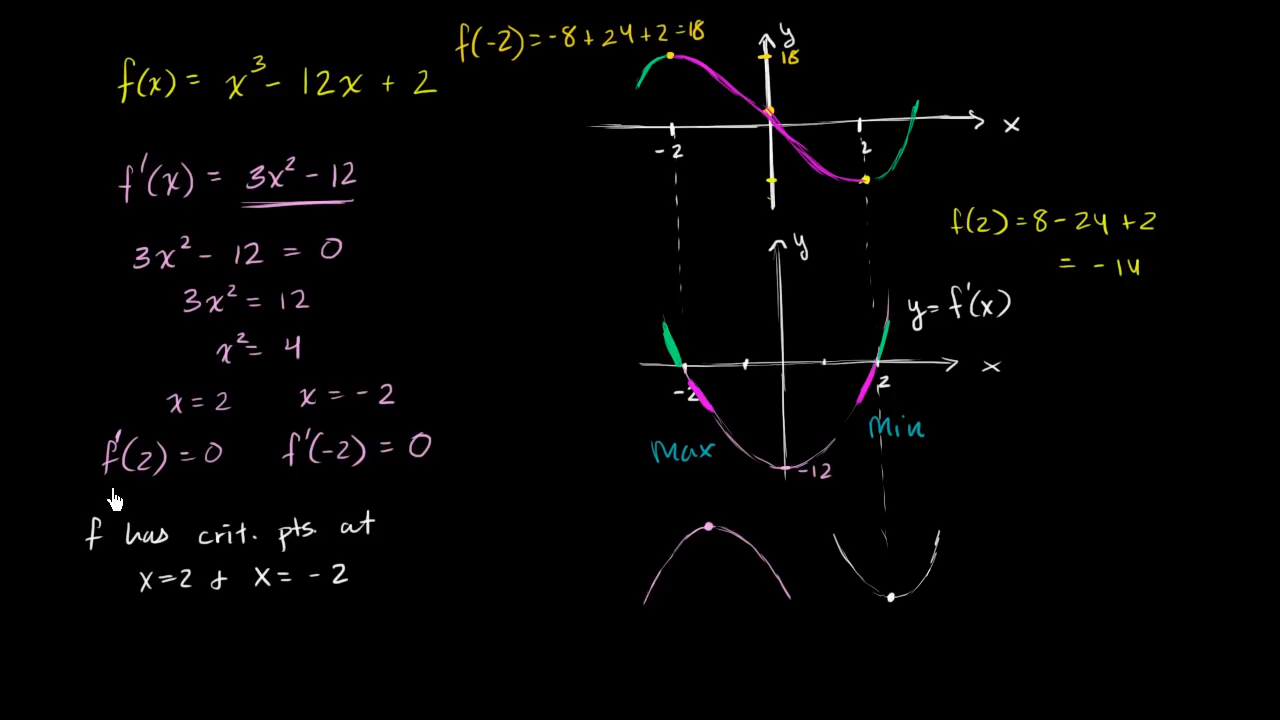 f(x) = x³ - 12x + 2
f'(x) = 3x² - 12
3x² - 12 = 0
3x² = 12
x² = 4
x = 2 x = -2
f'(2) = 0 f'(-2) = 0
f has crit. pts. at
x=2 & x= -2
f(-2) = -8 + 24 + 2 = 18
y
18
x
-2
2
f(2) = 8 - 24 + 2
= -14
y
y = f'(x)
x
-2
2
max
min
-12